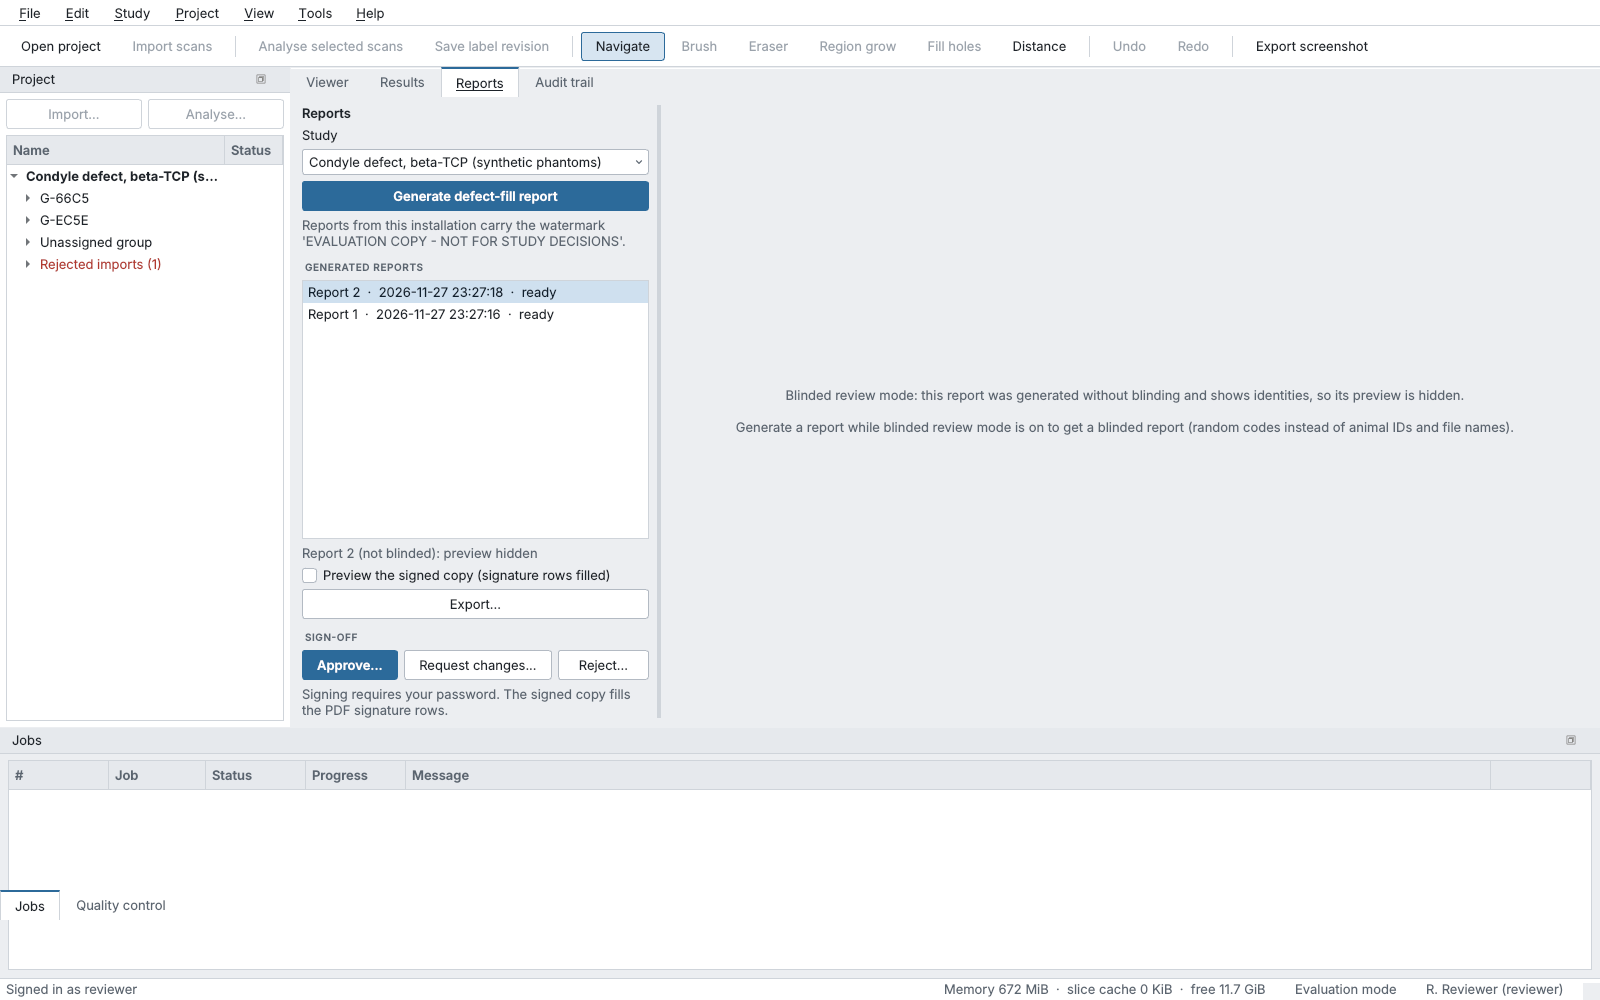 File Edit Study Project View Tools Help
Open project Import scans Analyse selected scans Save label revision Navigate Brush Eraser Region grow Fill holes Distance Undo Redo Export screenshot
Project
Import... Analyse...
Name Status
Condyle defect, beta-TCP (s...
G-66C5
G-EC5E
Unassigned group
Rejected imports (1)
Viewer Results Reports Audit trail
Reports
Study
Condyle defect, beta-TCP (synthetic phantoms)
Generate defect-fill report
Reports from this installation carry the watermark
'EVALUATION COPY - NOT FOR STUDY DECISIONS'.
GENERATED REPORTS
Report 2 · 2026-11-27 23:27:18 · ready
Report 1 · 2026-11-27 23:27:16 · ready
Report 2 (not blinded): preview hidden
Preview the signed copy (signature rows filled)
Export...
SIGN-OFF
Approve... Request changes... Reject...
Signing requires your password. The signed copy fills
the PDF signature rows.
Blinded review mode: this report was generated without blinding and shows identities, so its preview is hidden.
Generate a report while blinded review mode is on to get a blinded report (random codes instead of animal IDs and file names).
Jobs
# Job Status Progress Message
Jobs Quality control
Signed in as reviewer Memory 672 MiB · slice cache 0 KiB · free 11.7 GiB Evaluation mode R. Reviewer (reviewer)